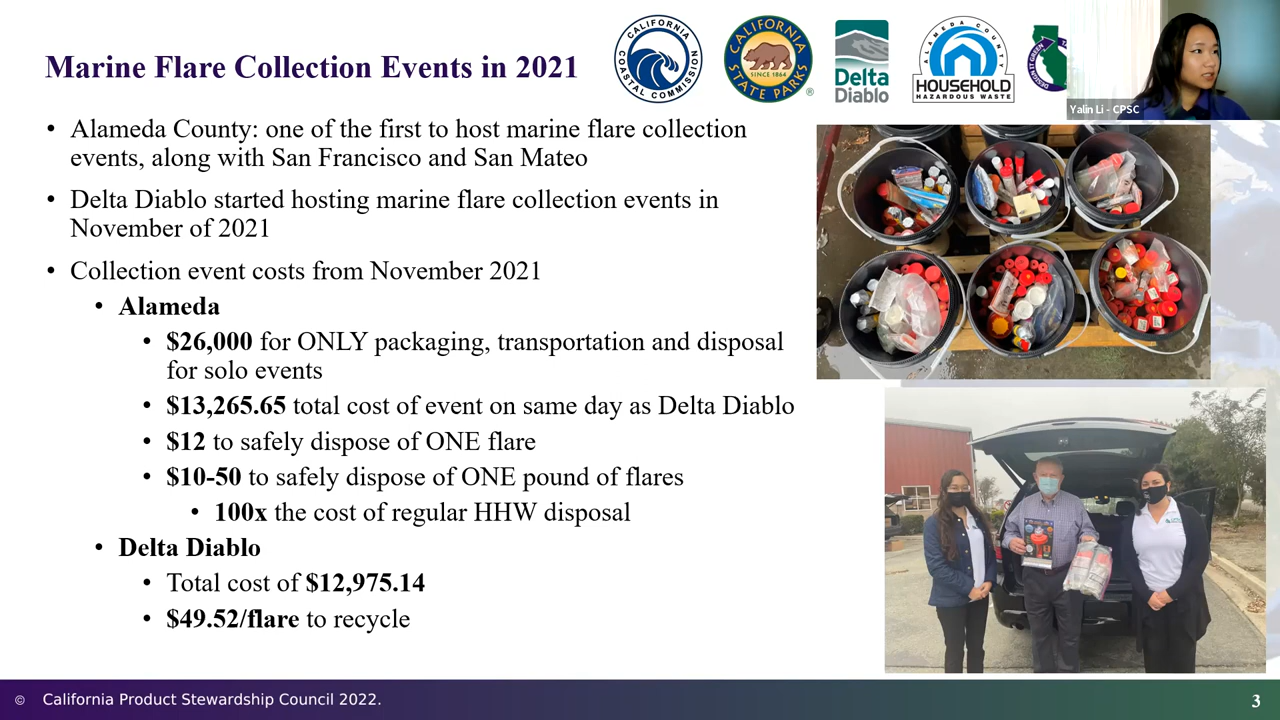 Marine Flare Collection Events in 2021
CALIFORNIA
COASTAL COMMISSION
CALIFORNIA
SINCE 1864
STATE PARKS
®
Delta
Diablo
ALAMEDA COUNTY
HOUSEHOLD
HAZARDOUS WASTE
Yalin Li - CPSC
• Alameda County: one of the first to host marine flare collection
events, along with San Francisco and San Mateo
• Delta Diablo started hosting marine flare collection events in
November of 2021
• Collection event costs from November 2021
• Alameda
• $26,000 for ONLY packaging, transportation and disposal
for solo events
• $13,265.65 total cost of event on same day as Delta Diablo
• $12 to safely dispose of ONE flare
• $10-50 to safely dispose of ONE pound of flares
• 100x the cost of regular HHW disposal
• Delta Diablo
• Total cost of $12,975.14
• $49.52/flare to recycle
© California Product Stewardship Council 2022.
3